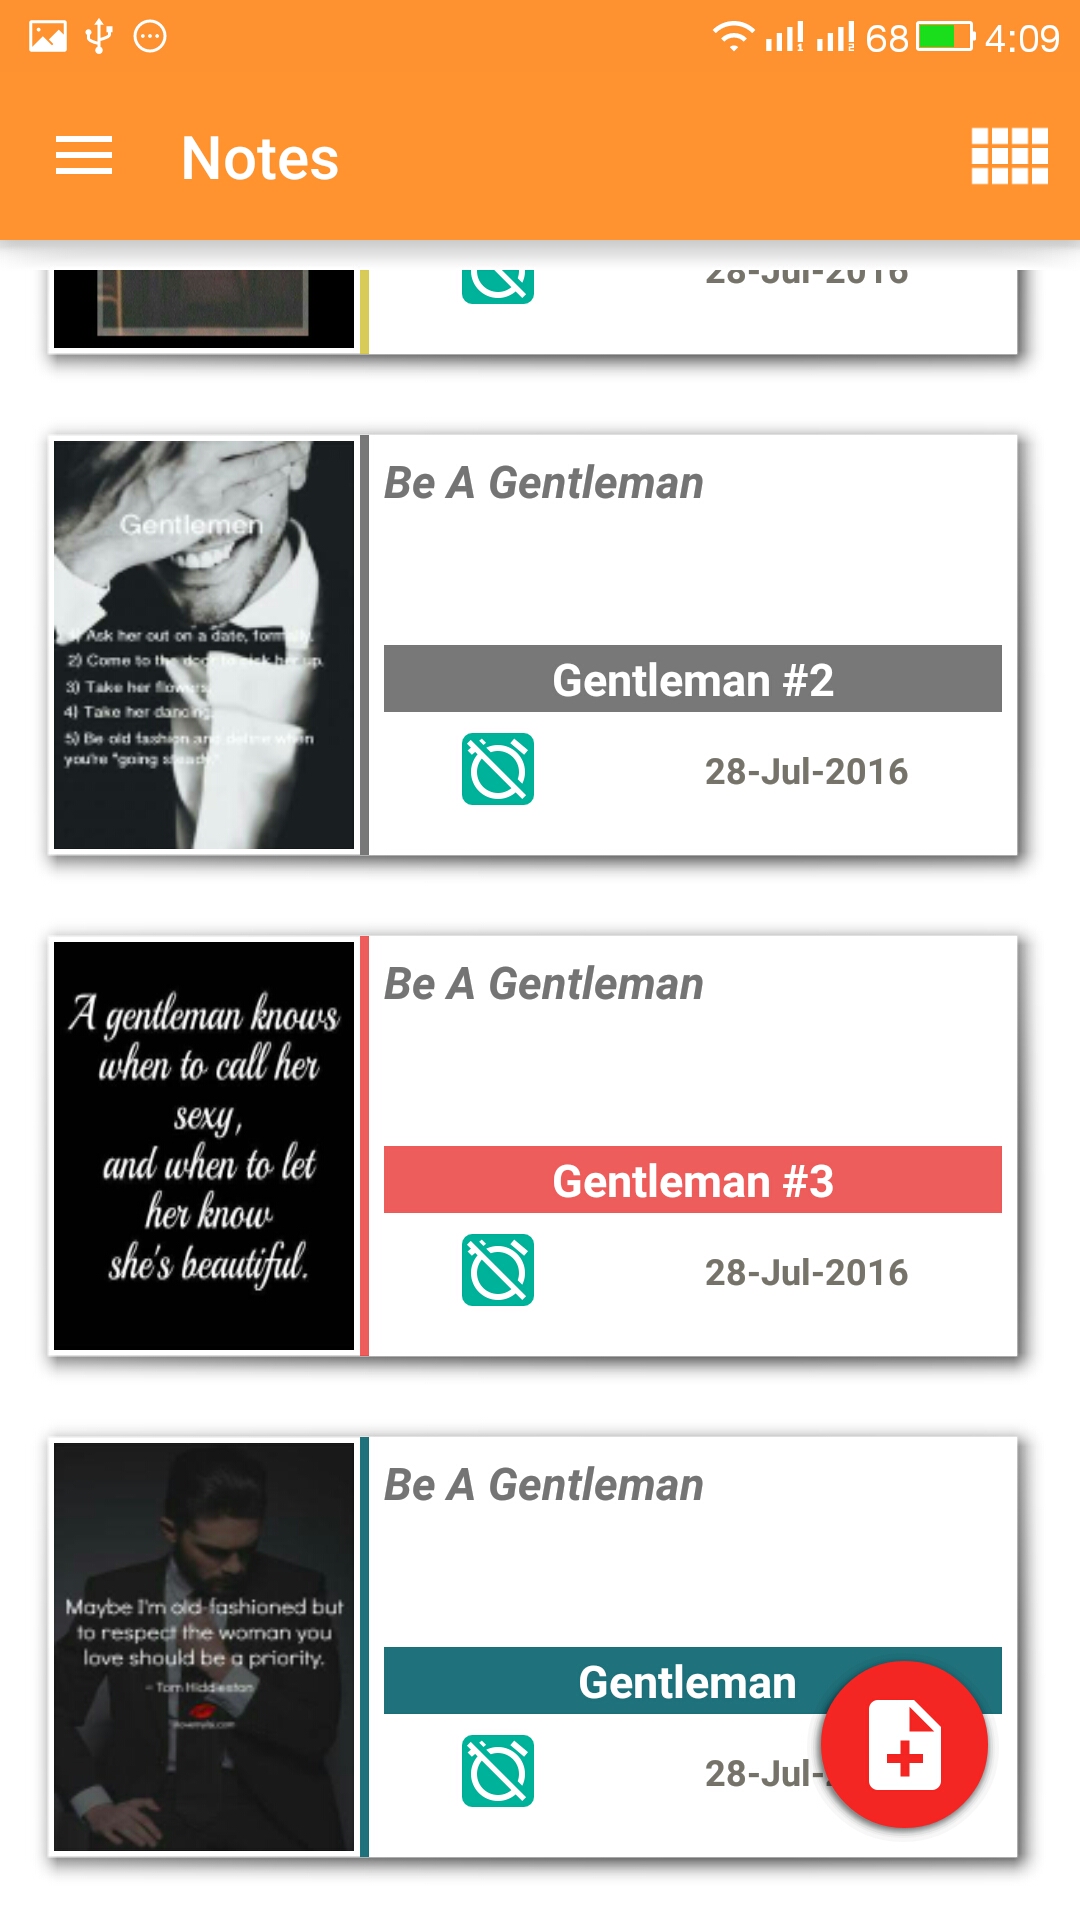 68 4:09
Notes
28-Jul-2016
Be A Gentleman
Gentlemen
1) Ask her out on a date, formally.
2) Come to the door to pick her up.
3) Take her flowers.
4) Take her dancing.
5) Be old fashion and define when
you're "going steady."
Gentleman #2
28-Jul-2016
Be A Gentleman
A gentleman knows
when to call her
sexy,
and when to let
her know
she's beautiful.
Gentleman #3
28-Jul-2016
Be A Gentleman
Maybe I'm old-fashioned but
to respect the woman you
love should be a priority.
- Tom Hiddleston
Gentleman
28-Jul-